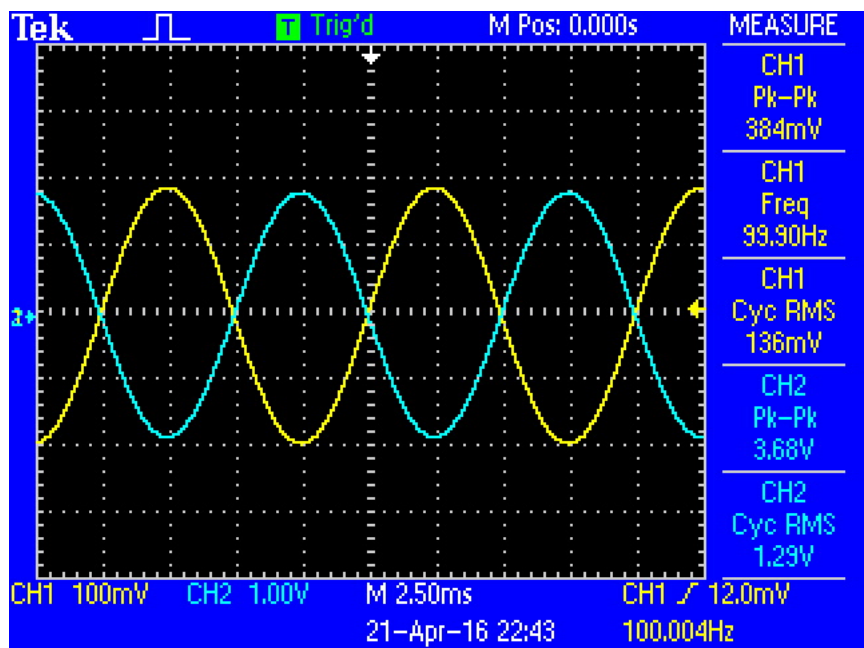 Tek T Trig'd M Pos: 0.000s MEASURE
CH1
Pk-Pk
384mV
CH1
Freq
99.90Hz
CH1
Cyc RMS
136mV
CH2
Pk-Pk
3.68V
CH2
Cyc RMS
1.29V
CH1 100mV CH2 1.00V M 2.50ms CH1 12.0mV
21-Apr-16 22:43 100.004Hz